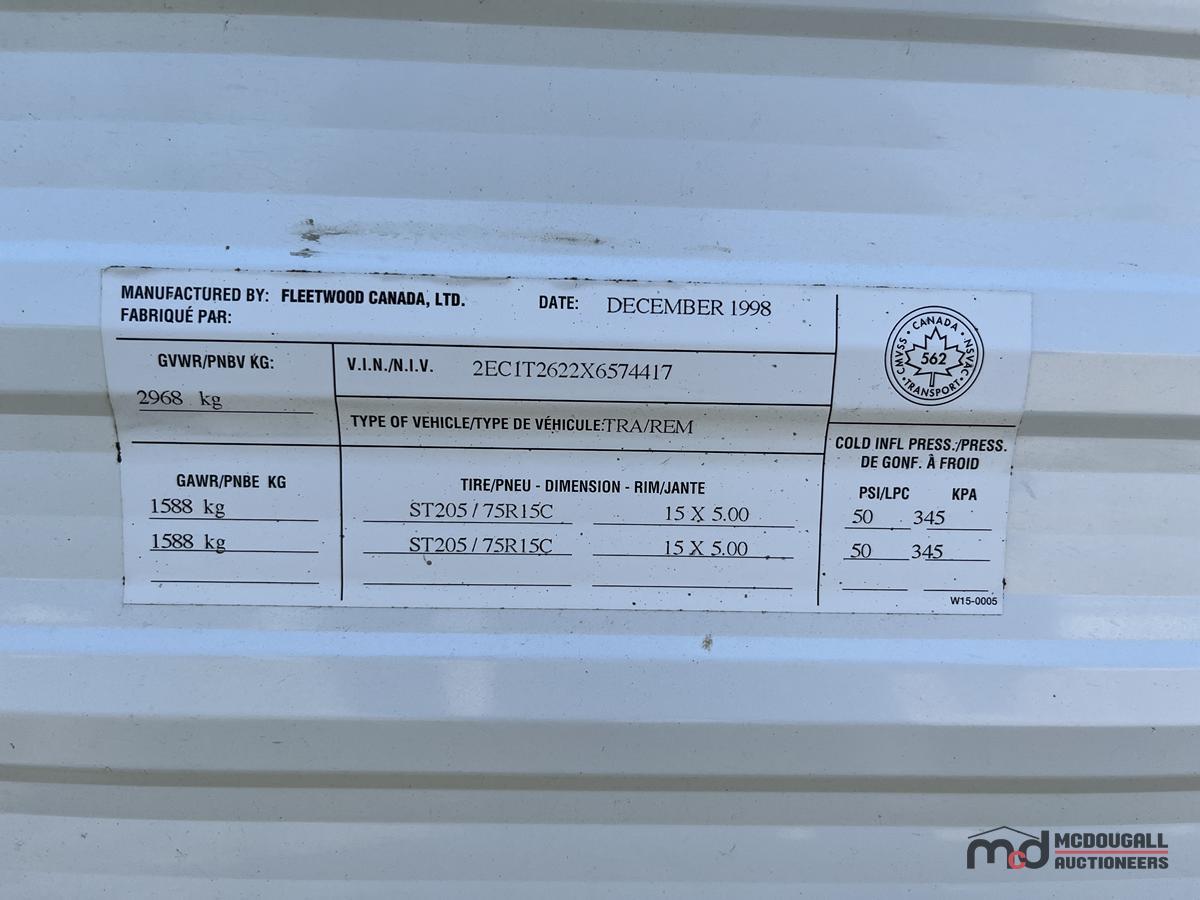 MANUFACTURED BY: FLEETWOOD CANADA, LTD. DATE: DECEMBER 1998
FABRIQUÉ PAR:
CANADA
CMVSS · NSVAC
562
TRANSPORT
GVWR/PNBV KG:
2968 kg
V.I.N./N.I.V. 2EC1T2622X6574417
TYPE OF VEHICLE/TYPE DE VÉHICULE: TRA/REM
COLD INFL PRESS./PRESS.
DE GONF. À FROID
GAWR/PNBE KG
TIRE/PNEU - DIMENSION - RIM/JANTE
PSI/LPC KPA
1588 kg ST205 / 75R15C 15 X 5.00 50 345
1588 kg ST205 / 75R15C 15 X 5.00 50 345
W15-0005
mcd MCDOUGALL
AUCTIONEERS